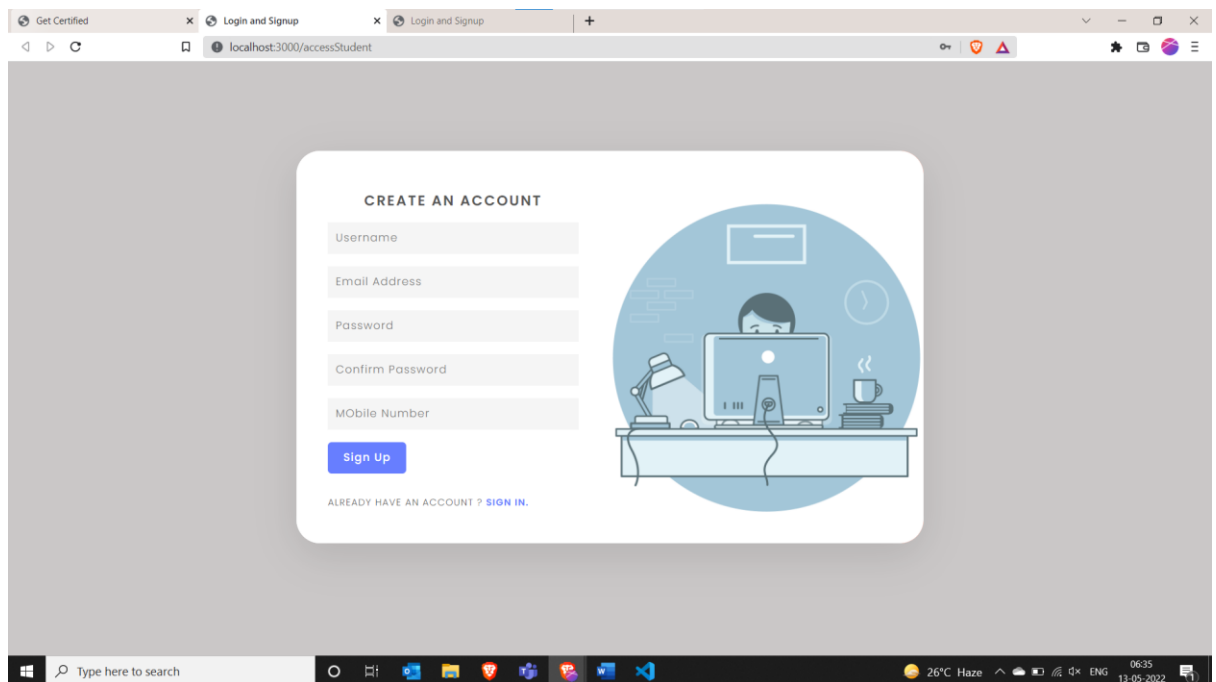 Get Certified
Login and Signup
Login and Signup
localhost:3000/accessStudent
CREATE AN ACCOUNT
Username
Email Address
Password
Confirm Password
MObile Number
Sign Up
ALREADY HAVE AN ACCOUNT ? SIGN IN.
Type here to search
26°C Haze
ENG
06:35
13-05-2022
1